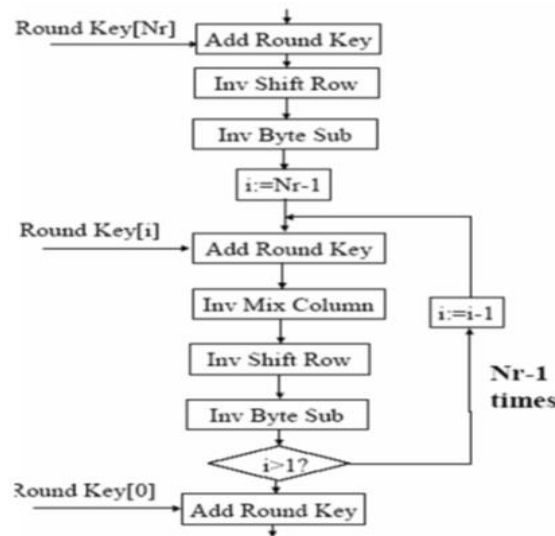 Round Key[Nr]
Add Round Key
Inv Shift Row
Inv Byte Sub
i:=Nr-1
Round Key[i]
Add Round Key
Inv Mix Column
i:=i-1
Inv Shift Row
Nr-1
times
Inv Byte Sub
i>1?
Round Key[0]
Add Round Key